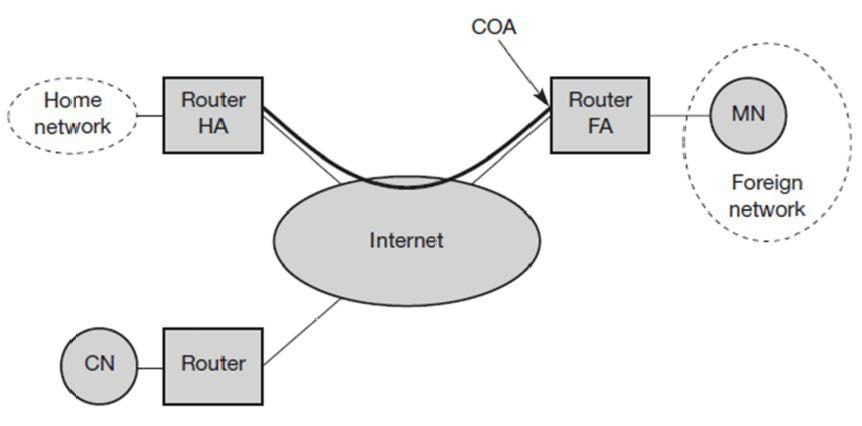 COA
Home
network
Router
HA
Router
FA
MN
Foreign
network
Internet
CN
Router